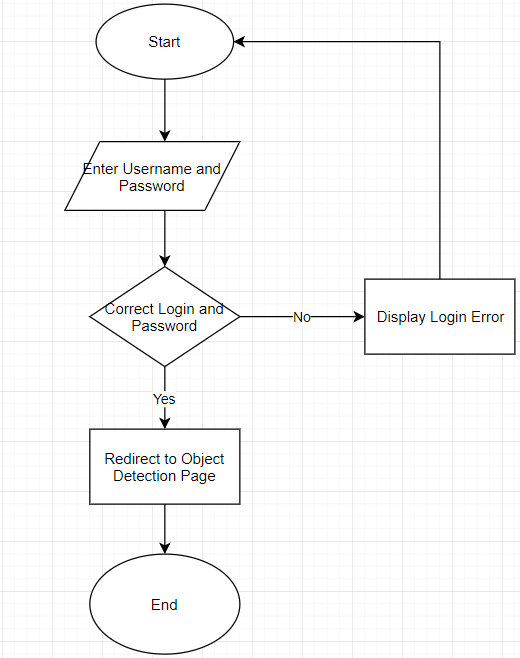 Start
Enter Username and
Password
Correct Login and
Password
No
Display Login Error
Yes
Redirect to Object
Detection Page
End